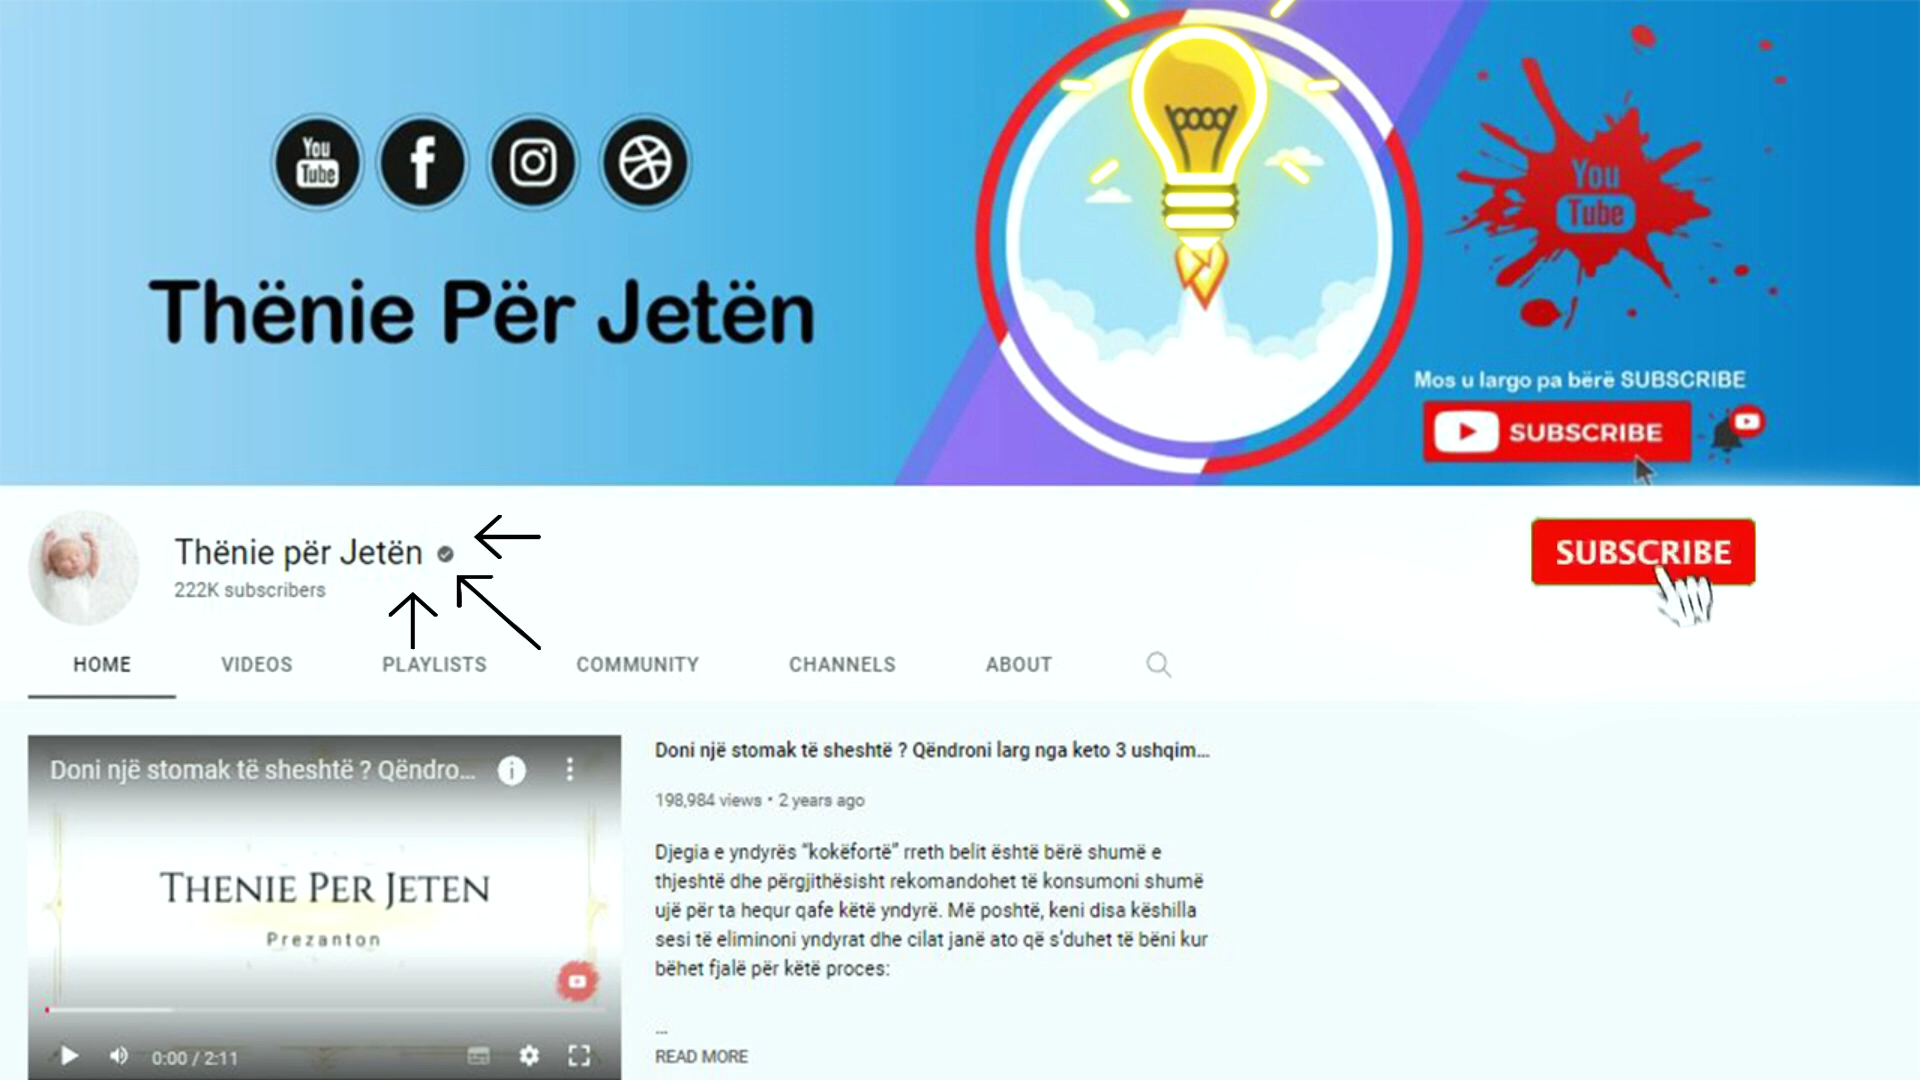 You
Tube
Thënie Për Jetën
You
Tube
Mos u largo pa bërë SUBSCRIBE
SUBSCRIBE
Thënie për Jetën
222K subscribers
SUBSCRIBE
HOME VIDEOS PLAYLISTS COMMUNITY CHANNELS ABOUT
Doni një stomak të sheshtë ? Qëndro...
THENIE PER JETEN
Prezanton
0:00 / 2:11
Doni një stomak të sheshtë ? Qëndroni larg nga keto 3 ushqim...
198,984 views • 2 years ago
Djegia e yndyrës “kokëfortë” rreth belit është bërë shumë e
thjeshtë dhe përgjithësisht rekomandohet të konsumoni shumë
ujë për ta hequr qafe këtë yndyrë. Më poshtë, keni disa këshilla
sesi të eliminoni yndyrat dhe cilat janë ato që s'duhet të bëni kur
bëhet fjalë për këtë proces:
...
READ MORE